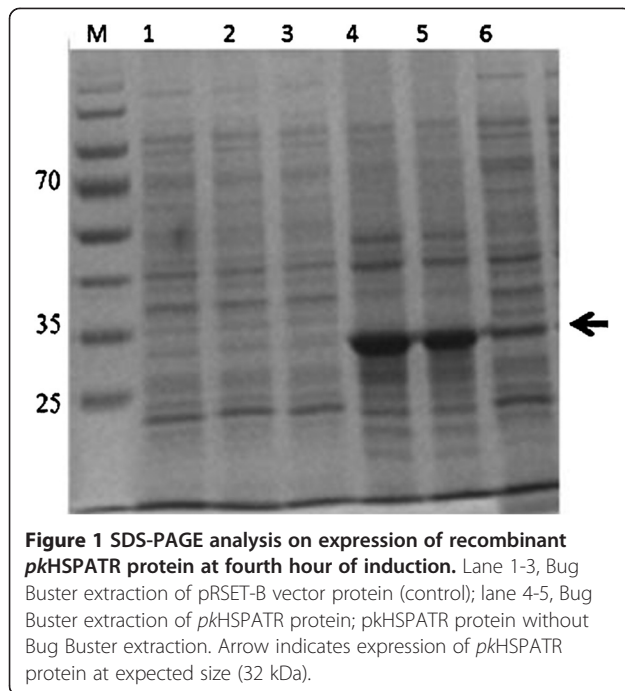 M 1 2 3 4 5 6
70
35
25
Figure 1 SDS-PAGE analysis on expression of recombinant
pkHSPATR protein at fourth hour of induction. Lane 1-3, Bug
Buster extraction of pRSET-B vector protein (control); lane 4-5, Bug
Buster extraction of pkHSPATR protein; pkHSPATR protein without
Bug Buster extraction. Arrow indicates expression of pkHSPATR
protein at expected size (32 kDa).